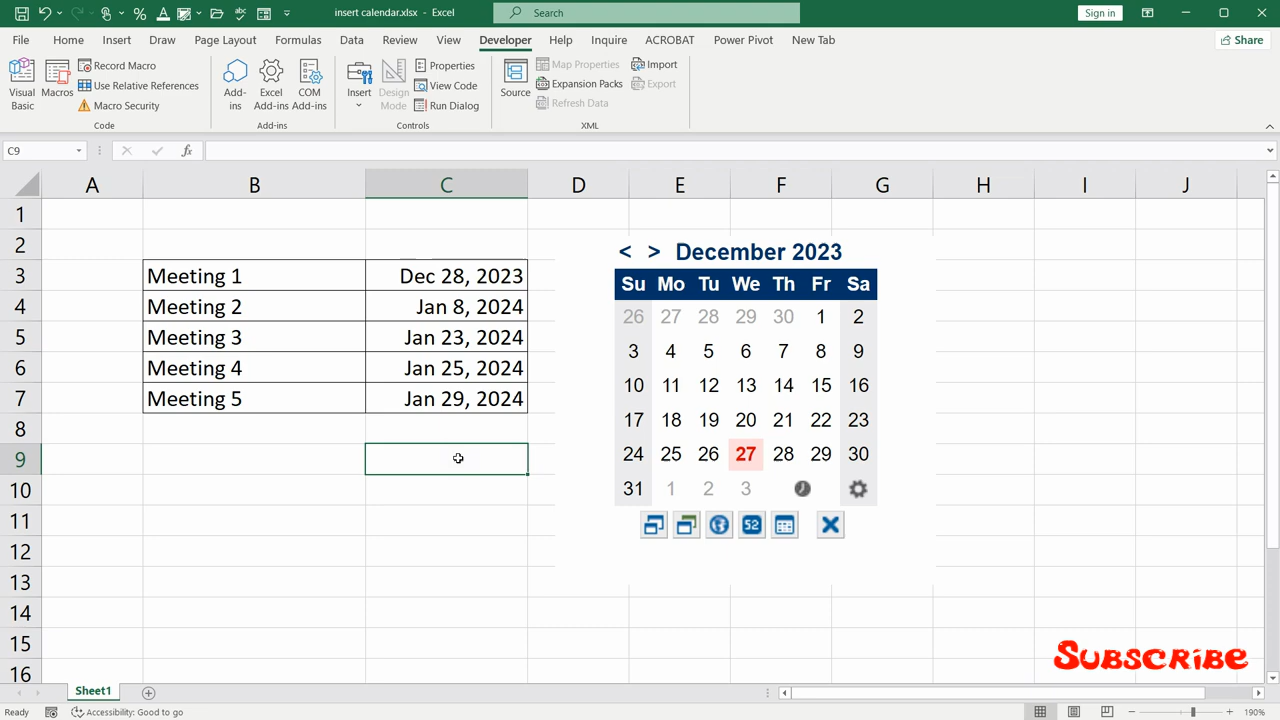 insert calendar.xlsx - Excel
Search
Sign in
File Home Insert Draw Page Layout Formulas Data Review View Developer Help Inquire ACROBAT Power Pivot New Tab Share
Visual Basic
Macros
Record Macro
Use Relative References
Macro Security
Code
Add-ins
Excel Add-ins
COM Add-ins
Add-ins
Insert
Design Mode
Properties
View Code
Run Dialog
Controls
Source
Map Properties
Expansion Packs
Refresh Data
Import
Export
XML
C9
fx
A B C D E F G H I J
1
2
3 Meeting 1 Dec 28, 2023
4 Meeting 2 Jan 8, 2024
5 Meeting 3 Jan 23, 2024
6 Meeting 4 Jan 25, 2024
7 Meeting 5 Jan 29, 2024
8
9
10
11
12
13
14
15
16
< > December 2023
Su Mo Tu We Th Fr Sa
26 27 28 29 30 1 2
3 4 5 6 7 8 9
10 11 12 13 14 15 16
17 18 19 20 21 22 23
24 25 26 27 28 29 30
31 1 2 3
52
Subscribe
Sheet1
Ready
Accessibility: Good to go
190%